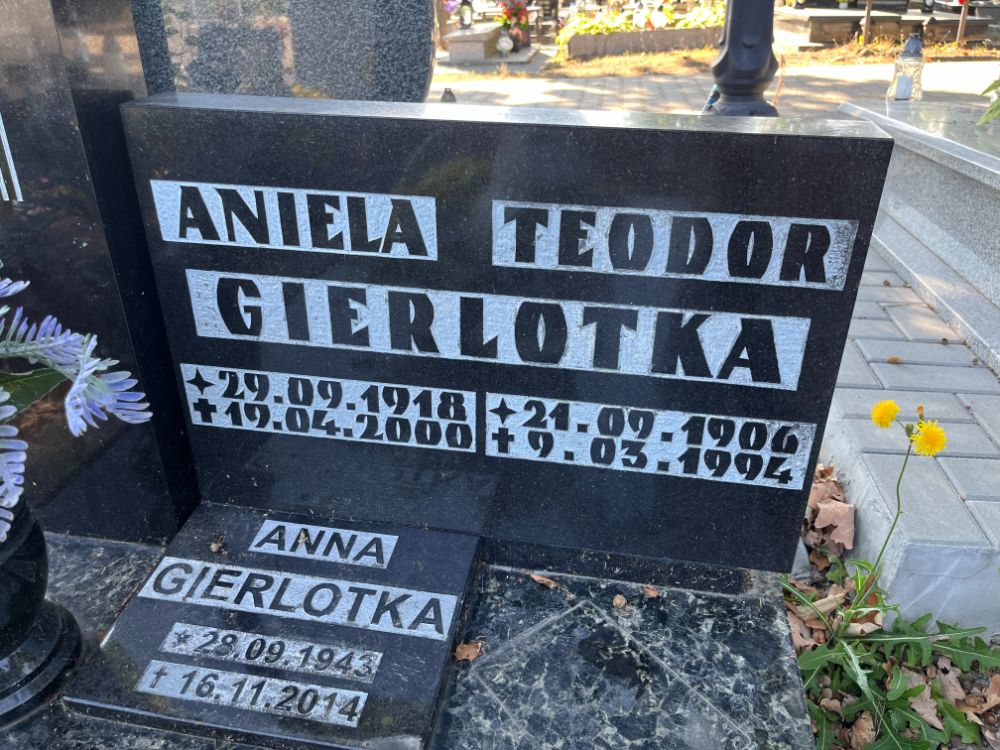 ANIELA TEODOR
GIERLOTKA
29.09.1918 21.07.1906
19.04.2000 9.03.1994
ANNA
GIERLOTKA
* 28.09.1943
† 16.11.2014